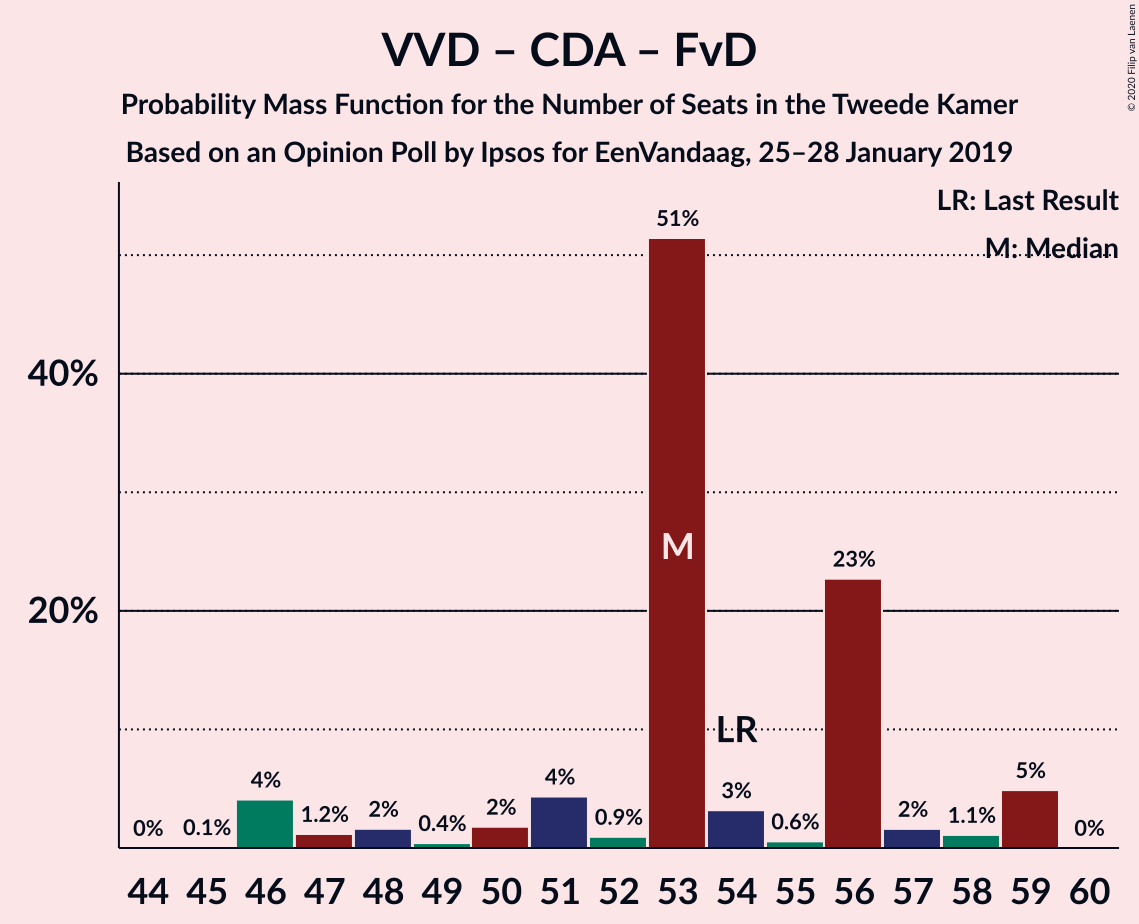 VVD – CDA – FvD
Probability Mass Function for the Number of Seats in the Tweede Kamer
Based on an Opinion Poll by Ipsos for EenVandaag, 25–28 January 2019
© 2020 Filip van Laenen
LR: Last Result
M: Median
51%
40%
M
23%
20%
LR
5%
4%
4%
3%
2%
1.2%
2%
0.4%
0.9%
0.6%
2%
1.1%
0%
0.1%
0%
44 45 46 47 48 49 50 51 52 53 54 55 56 57 58 59 60